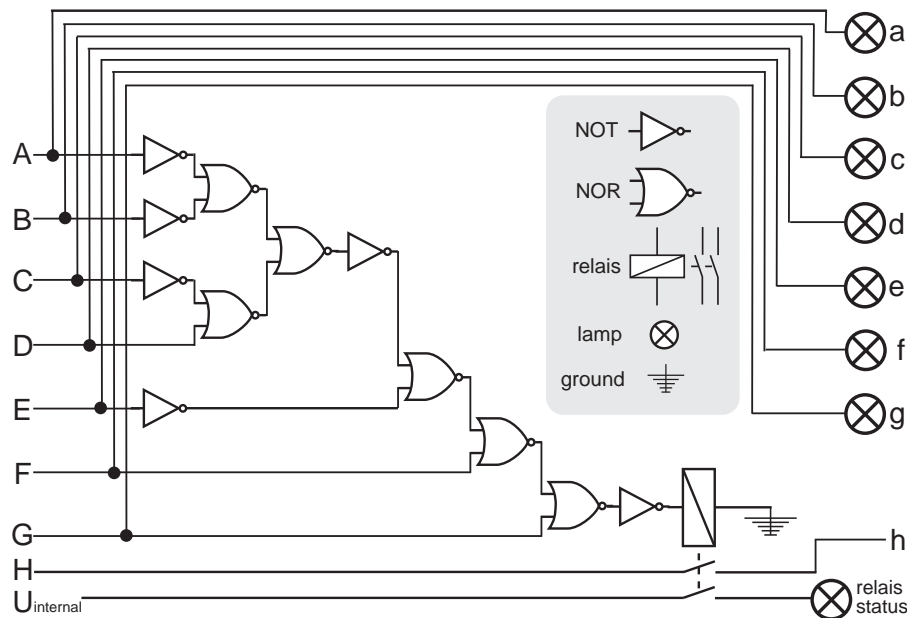 a
b
A
NOT
c
B
NOR
d
C
relais
e
D
lamp
f
ground
E
g
F
G
h
H
relais
status
U internal